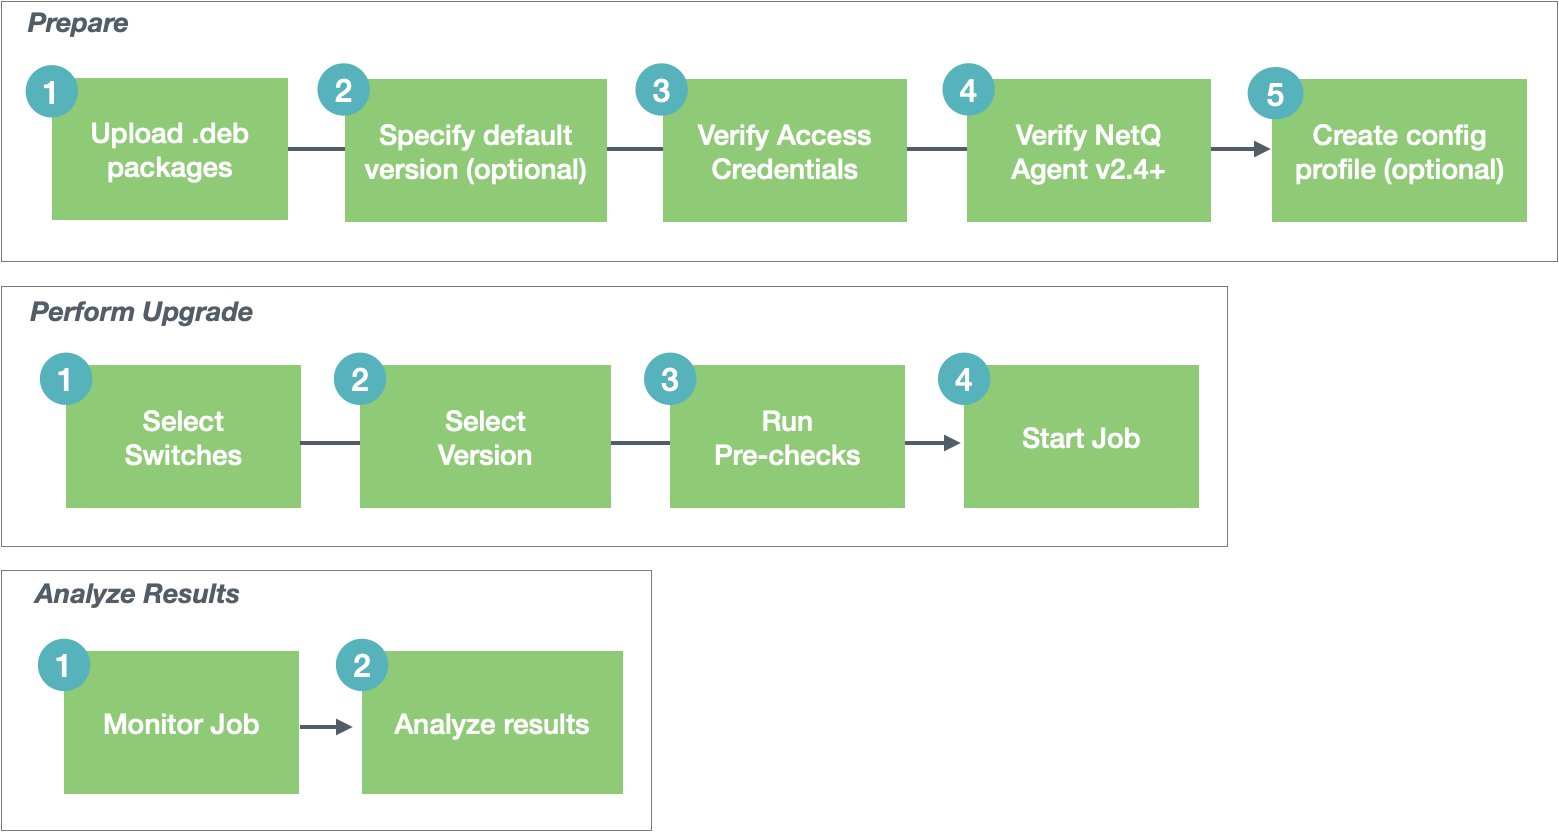 Prepare
1
Upload .deb
packages
2
Specify default
version (optional)
3
Verify Access
Credentials
4
Verify NetQ
Agent v2.4+
5
Create config
profile (optional)
Perform Upgrade
1
Select
Switches
2
Select
Version
3
Run
Pre-checks
4
Start Job
Analyze Results
1
Monitor Job
2
Analyze results